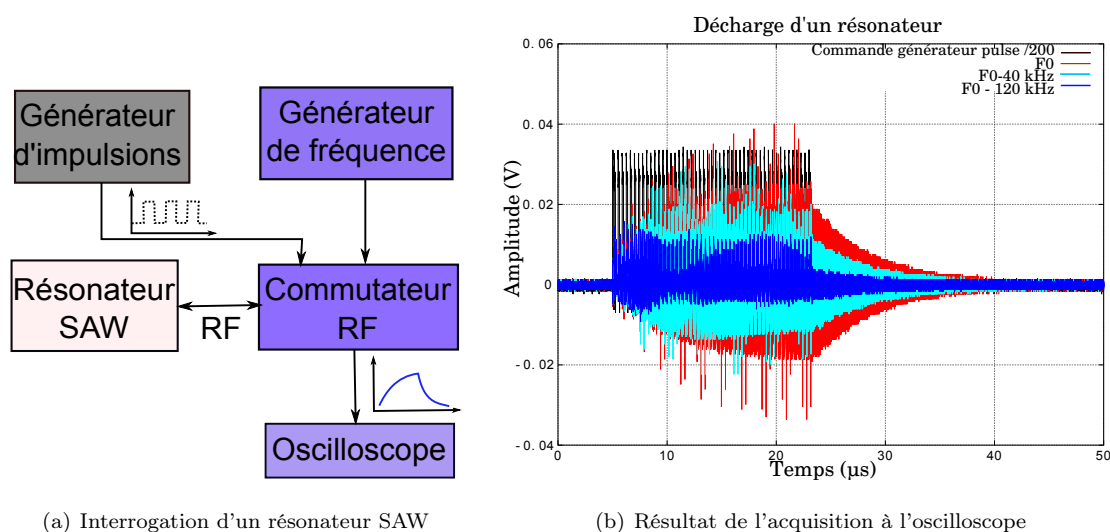 Générateur
d'impulsions
Générateur
de fréquence
Résonateur
SAW
RF
Commutateur
RF
Oscilloscope
(a) Interrogation d'un résonateur SAW
Décharge d'un résonateur
Commande générateur pulse /200
F0
F0-40 kHz
F0 - 120 kHz
Amplitude (V)
0.06
0.04
0.02
0
-0.02
-0.04
0 10 20 30 40 50
Temps (μs)
(b) Résultat de l'acquisition à l'oscilloscope